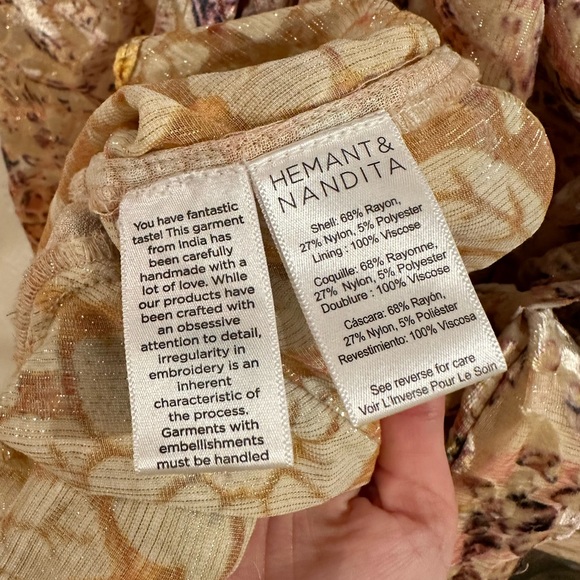 You have fantastic
taste! This garment
from India has
been carefully
handmade with a
lot of love. While
our products have
been crafted with
an obsessive
attention to detail,
irregularity in
embroidery is an
inherent
characteristic of
the process.
Garments with
embellishments
must be handled
HEMANT &
NANDITA
Shell: 68% Rayon,
27% Nylon, 5% Polyester
Lining : 100% Viscose
Coquille: 68% Rayonne,
27% Nylon, 5% Polyester
Doublure : 100% Viscose
Cáscara: 68% Rayón,
27% Nylon, 5% Poliéster
Revestimiento: 100% Viscosa
See reverse for care
Voir L'Inverse Pour Le Soin